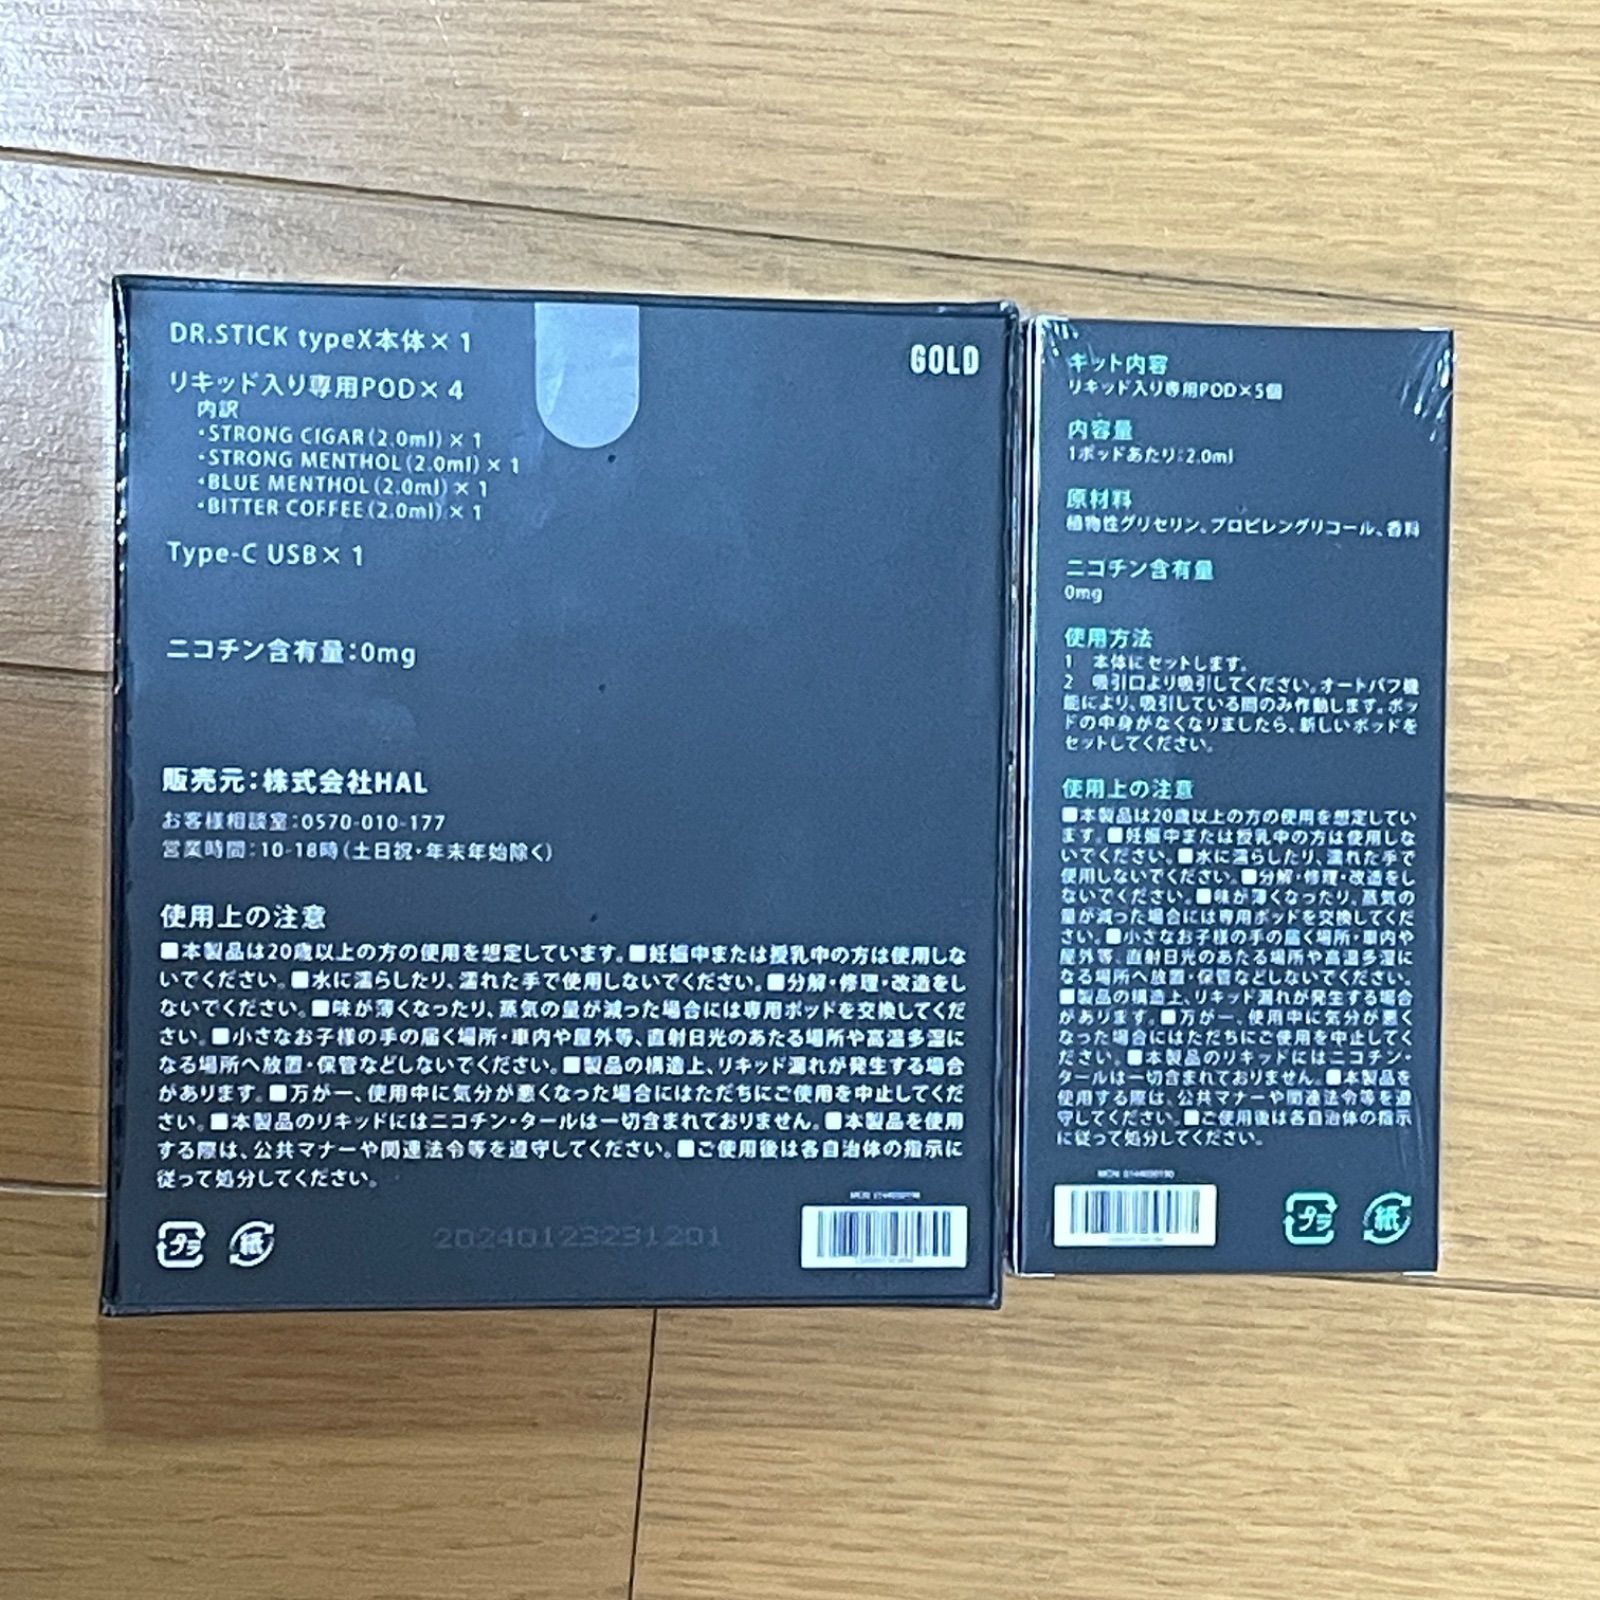 DR.STICK typeX本体×1
リキッド入り専用POD×4
内訳
・STRONG CIGAR(2.0ml)×1
・STRONG MENTHOL(2.0ml)×1
・BLUE MENTHOL(2.0ml)×1
・BITTER COFFEE(2.0ml)×1
Type-C USB×1
ニコチン含有量：0mg
GOLD
販売元：株式会社HAL
お客様相談室：0570-010-177
営業時間：10-18時(土日祝・年末年始除く)
使用上の注意
■本製品は20歳以上の方の使用を想定しています。■妊娠中または授乳中の方は使用しな
いでください。■水に濡らしたり、濡れた手で使用しないでください。■分解・修理・改造をし
ないでください。■味が薄くなったり、蒸気の量が減った場合には専用ポッドを交換してくだ
さい。■小さなお子様の手の届く場所・車内や屋外等、直射日光のあたる場所や高温多湿に
なる場所へ放置・保管などしないでください。■製品の構造上、リキッド漏れが発生する場合
があります。■万が一、使用中に気分が悪くなった場合にはただちにご使用を中止してくだ
さい。■本製品のリキッドにはニコチン・タールは一切含まれておりません。■本製品を使用
する際は、公共マナーや関連法令等を遵守してください。■ご使用後は各自治体の指示に
従って処分してください。
プラ
紙
20240123231201
キット内容
リキッド入り専用POD×5個
内容量
1ポッドあたり：2.0ml
原材料
植物性グリセリン、プロピレングリコール、香料
ニコチン含有量
0mg
使用方法
1 本体にセットします。
2 吸引口より吸引してください。オートパフ機
能により、吸引している間のみ作動します。ポッ
ドの中身がなくなりましたら、新しいポッドを
セットしてください。
使用上の注意
■本製品は20歳以上の方の使用を想定してい
ます。■妊娠中または授乳中の方は使用しな
いでください。■水に濡らしたり、濡れた手で
使用しないでください。■分解・修理・改造をし
ないでください。■味が薄くなったり、蒸気の
量が減った場合には専用ポッドを交換してくだ
さい。■小さなお子様の手の届く場所・車内や
屋外等、直射日光のあたる場所や高温多湿に
なる場所へ放置・保管などしないでください。
■製品の構造上、リキッド漏れが発生する場合
があります。■万が一、使用中に気分が悪く
なった場合にはただちにご使用を中止してく
ださい。■本製品のリキッドにはニコチン・
タールは一切含まれておりません。■本製品を
使用する際は、公共マナーや関連法令等を遵
守してください。■ご使用後は各自治体の指示
に従って処分してください。
プラ
紙